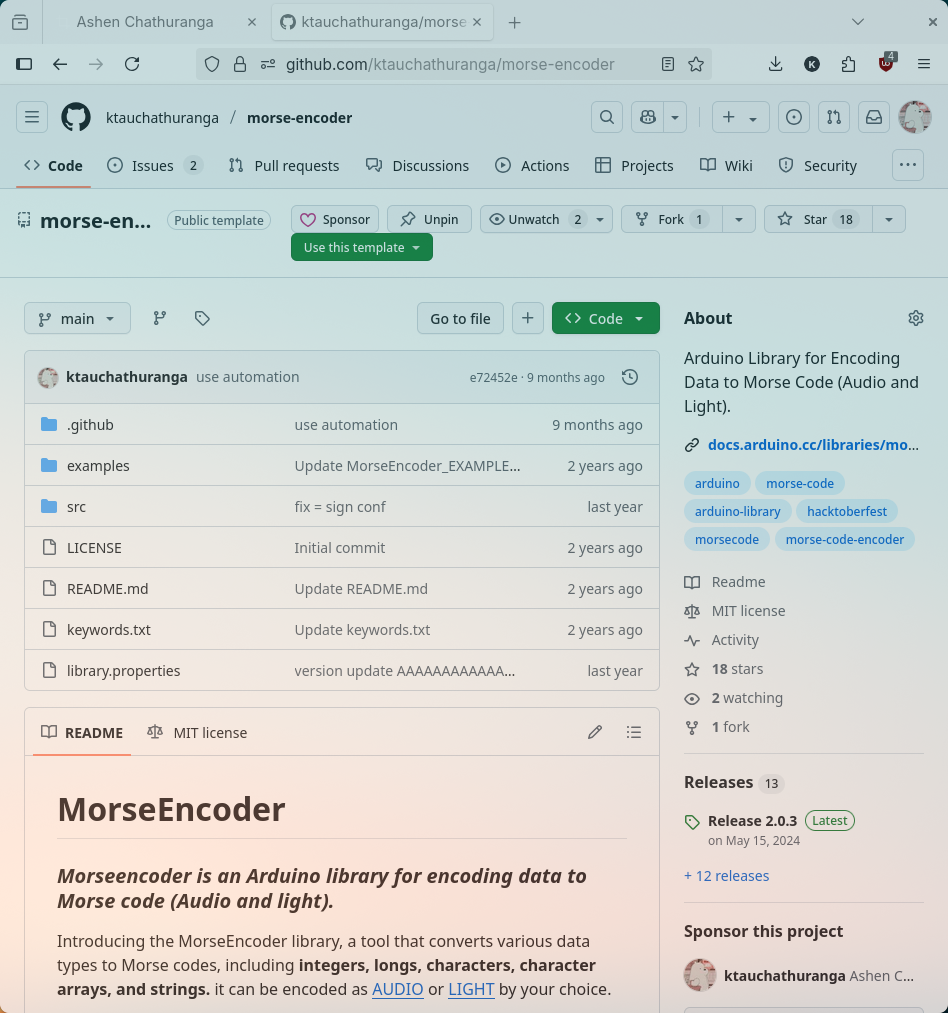 Ashen Chathuranga
ktauchathuranga/morse
github.com/ktauchathuranga/morse-encoder
K
4
ktauchathuranga / morse-encoder
Code
Issues 2
Pull requests
Discussions
Actions
Projects
Wiki
Security
morse-en...
Public template
Sponsor
Unpin
Unwatch 2
Fork 1
Star 18
Use this template
main
Go to file
Code
ktauchathuranga use automation e72452e · 9 months ago
.github use automation 9 months ago
examples Update MorseEncoder_EXAMPLE... 2 years ago
src fix = sign conf last year
LICENSE Initial commit 2 years ago
README.md Update README.md 2 years ago
keywords.txt Update keywords.txt 2 years ago
library.properties version update AAAAAAAAAAAA... last year
README
MIT license
MorseEncoder
Morseencoder is an Arduino library for encoding data to
Morse code (Audio and light).
Introducing the MorseEncoder library, a tool that converts various data
types to Morse codes, including integers, longs, characters, character
arrays, and strings. it can be encoded as AUDIO or LIGHT by your choice.
About
Arduino Library for Encoding
Data to Morse Code (Audio and
Light).
docs.arduino.cc/libraries/mo...
arduino morse-code
arduino-library hacktoberfest
morsecode morse-code-encoder
Readme
MIT license
Activity
18 stars
2 watching
1 fork
Releases 13
Release 2.0.3 Latest
on May 15, 2024
+ 12 releases
Sponsor this project
ktauchathuranga Ashen C...